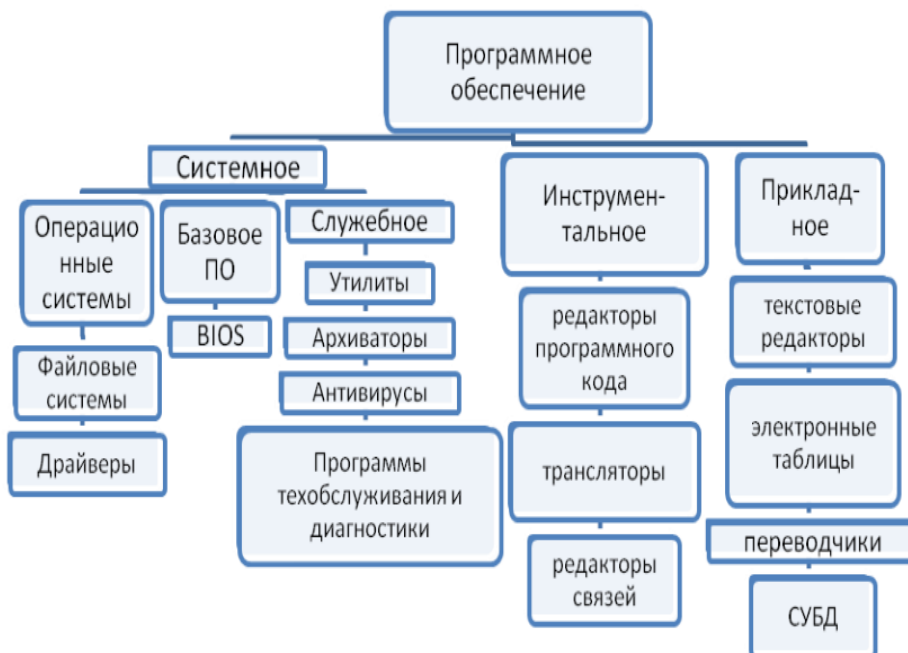 Программное
обеспечение
Системное
Операцио
нные
системы
Файловые
системы
Драйверы
Базовое
ПО
BIOS
Служебное
Утилиты
Архиваторы
Антивирусы
Программы
техобслуживания и
диагностики
Инструмен-
тальное
редакторы
программного
кода
трансляторы
редакторы
связей
Приклад-
ное
текстовые
редакторы
электронные
таблицы
переводчики
СУБД